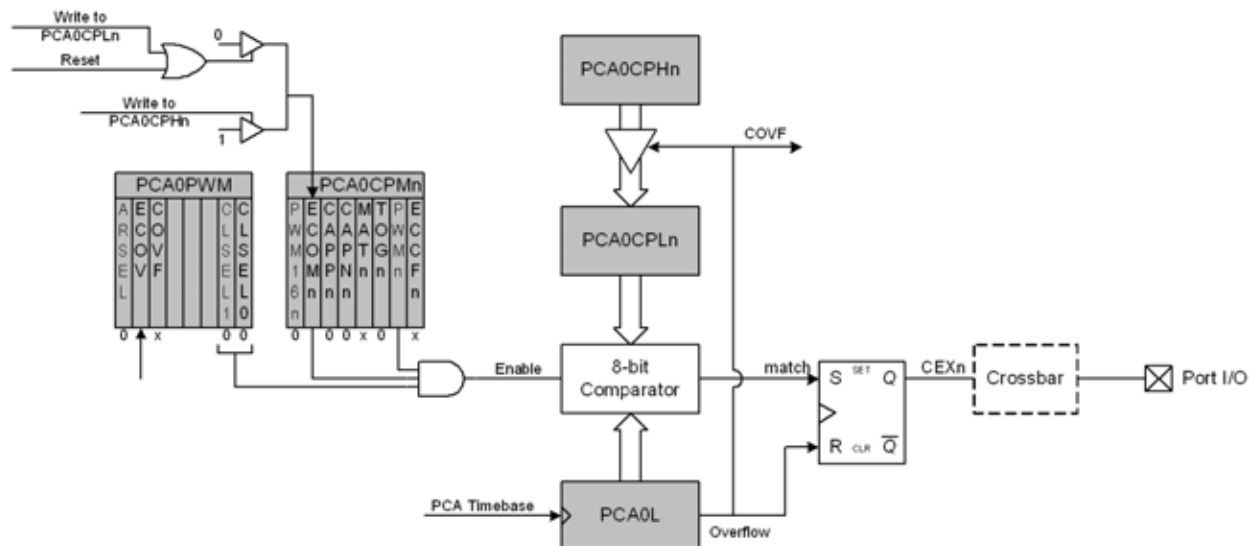 Write to
PCA0CPLn
Reset
0
Write to
PCA0CPHn
1
PCA0CPHn
COVF
PCA0PWM
ARSEL
ECOV
COVF
CLSEL1
CLSEL0
0 x 0 0
PCA0CPMn
PWM16n
ECOMn
CAPPn
CAPNn
MATn
TOGn
PWMn
ECCFn
0 0 0 x 0 x
PCA0CPLn
Enable
8-bit
Comparator
match
S SET Q
R CLR Q̅
CEXn
Crossbar
Port I/O
PCA Timebase
PCA0L
Overflow